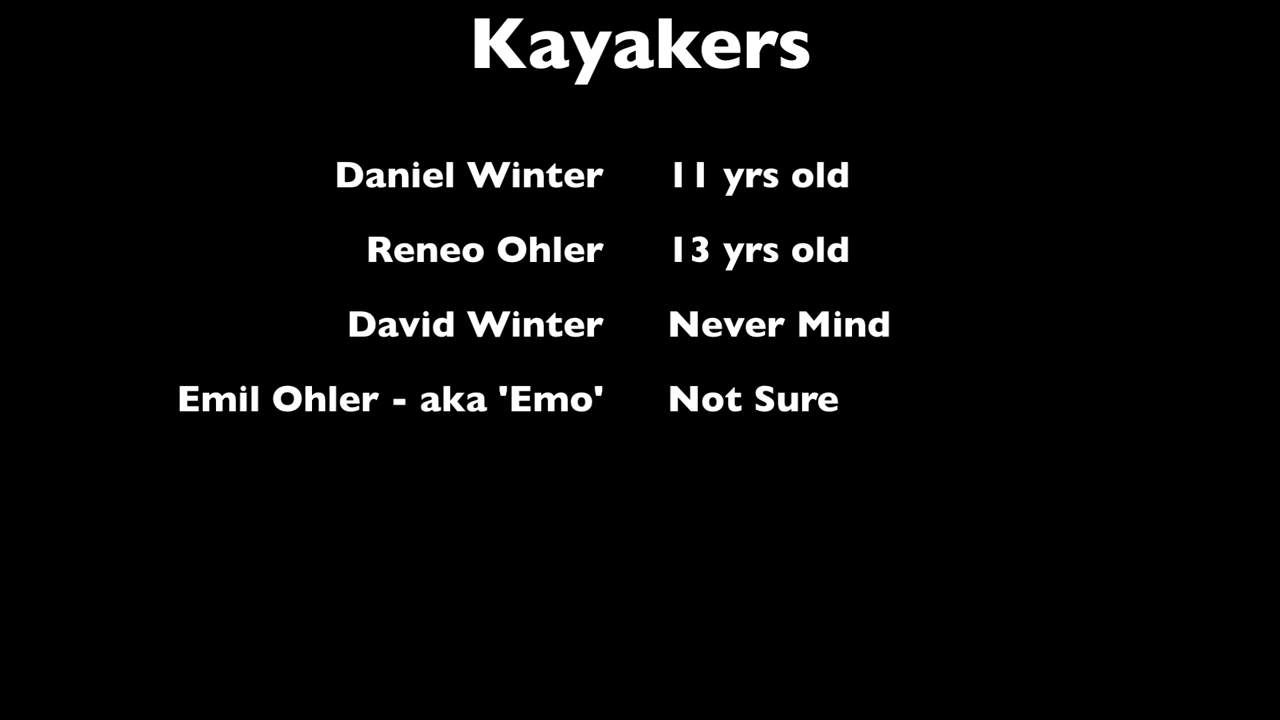 Kayakers
Daniel Winter 11 yrs old
Reneo Ohler 13 yrs old
David Winter Never Mind
Emil Ohler - aka 'Emo' Not Sure